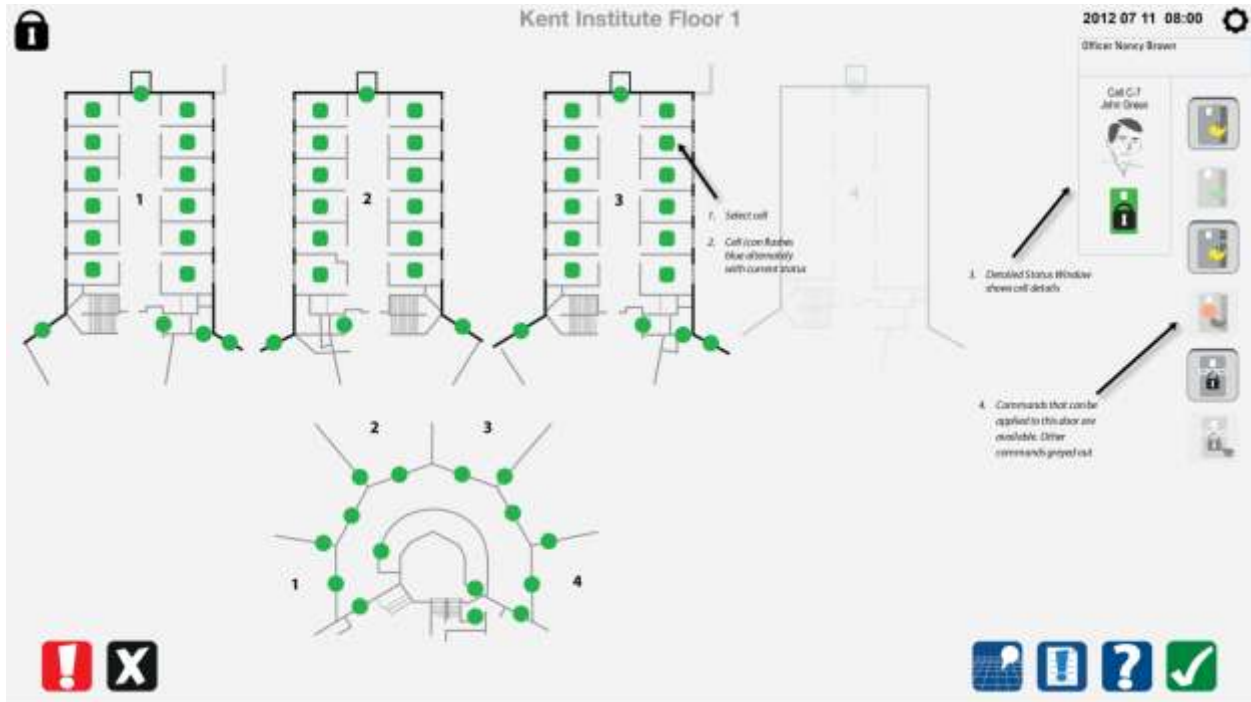 Kent Institute Floor 1
2012 07 11 08:00
Officer Nancy Brown
Cell C-7
John Green
1
2
3
4
1. Select cell
2. Cell icon flashes
blue alternately
with current status
3. Detailed Status Window
shows cell details
4. Commands that can be
applied to this door are
available. Other
commands greyed out
2
3
1
4